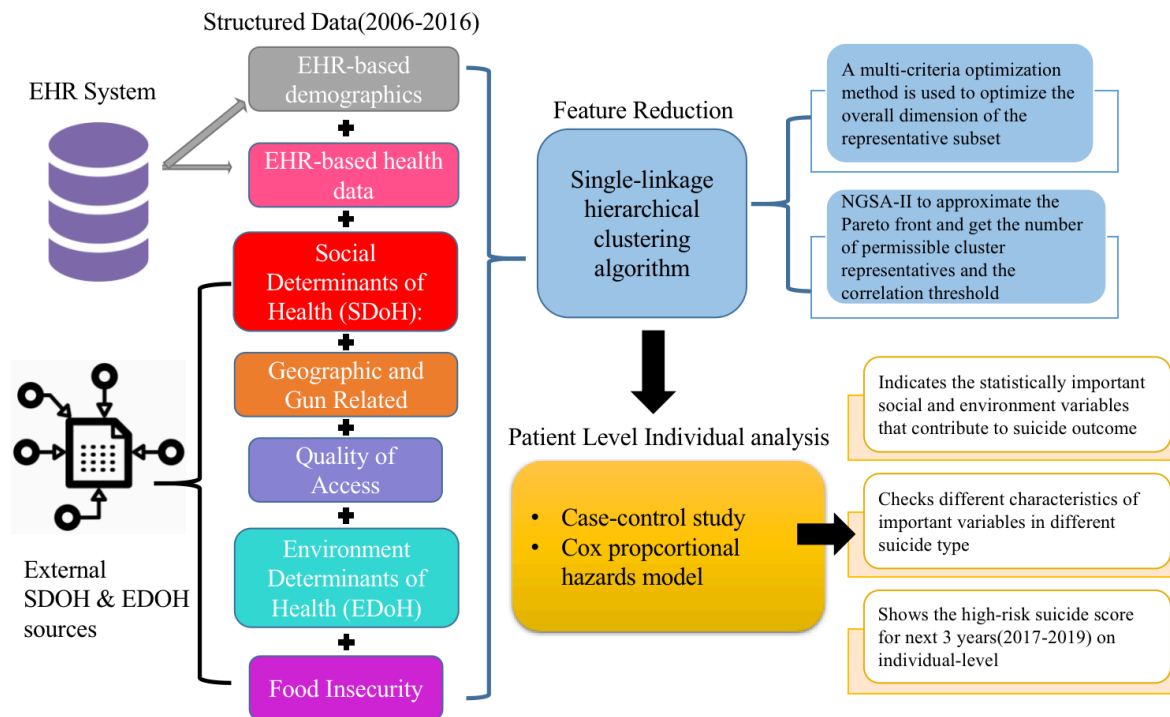 Structured Data(2006-2016)
EHR System
EHR-based
demographics
EHR-based health
data
Social
Determinants
of
Health (SDoH):
Geographic and
Gun Related
Quality of
Access
Environment
Determinants of
Health (EDoH)
Food Insecurity
External
SDOH & EDOH
sources
Feature Reduction
Single-linkage
hierarchical
clustering
algorithm
A multi-criteria optimization
method is used to optimize the
overall dimension of the
representative subset
NGSA-II to approximate the
Pareto front and get the number
of permissible cluster
representatives and the
correlation threshold
Patient Level Individual analysis
• Case-control study
• Cox propcortional
hazards model
Indicates the statistically important
social and environment variables
that contribute to suicide outcome
Checks different characteristics of
important variables in different
suicide type
Shows the high-risk suicide score
for next 3 years(2017-2019) on
individual-level